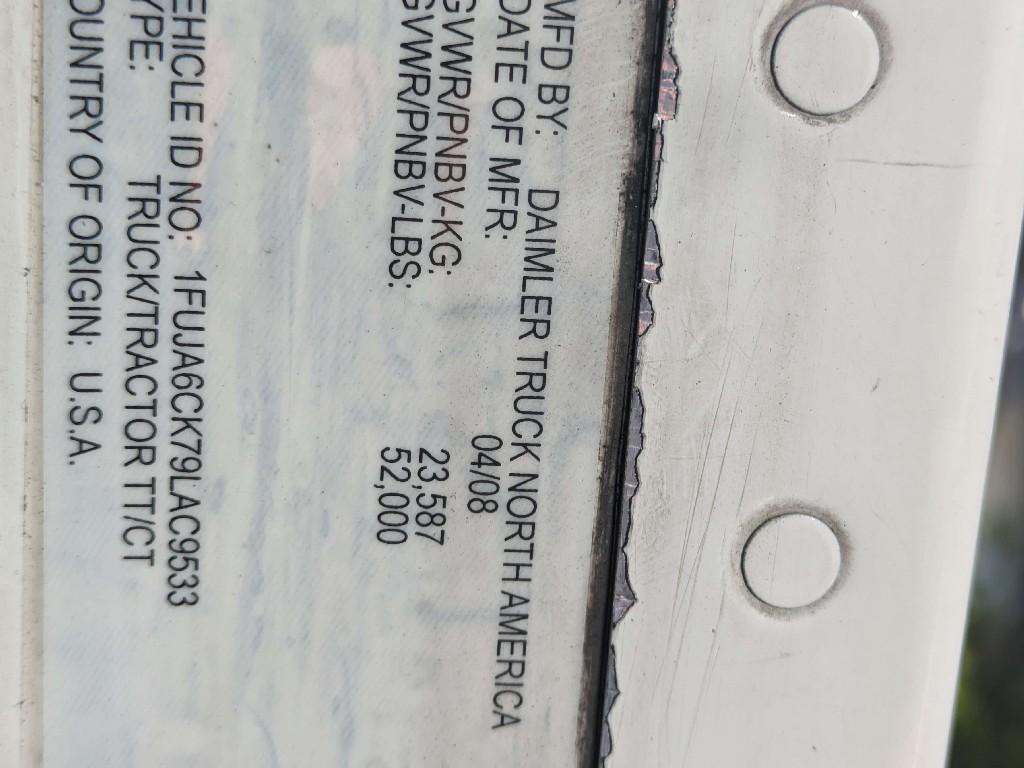 MFD BY: DAIMLER TRUCK NORTH AMERICA
DATE OF MFR: 04/08
GVWR/PNBV-KG: 23,587
GVWR/PNBV-LBS: 52,000
EHICLE ID NO: 1FUJA6CK79LAC9533
YPE: TRUCK/TRACTOR TT/CT
OUNTRY OF ORIGIN: U.S.A.